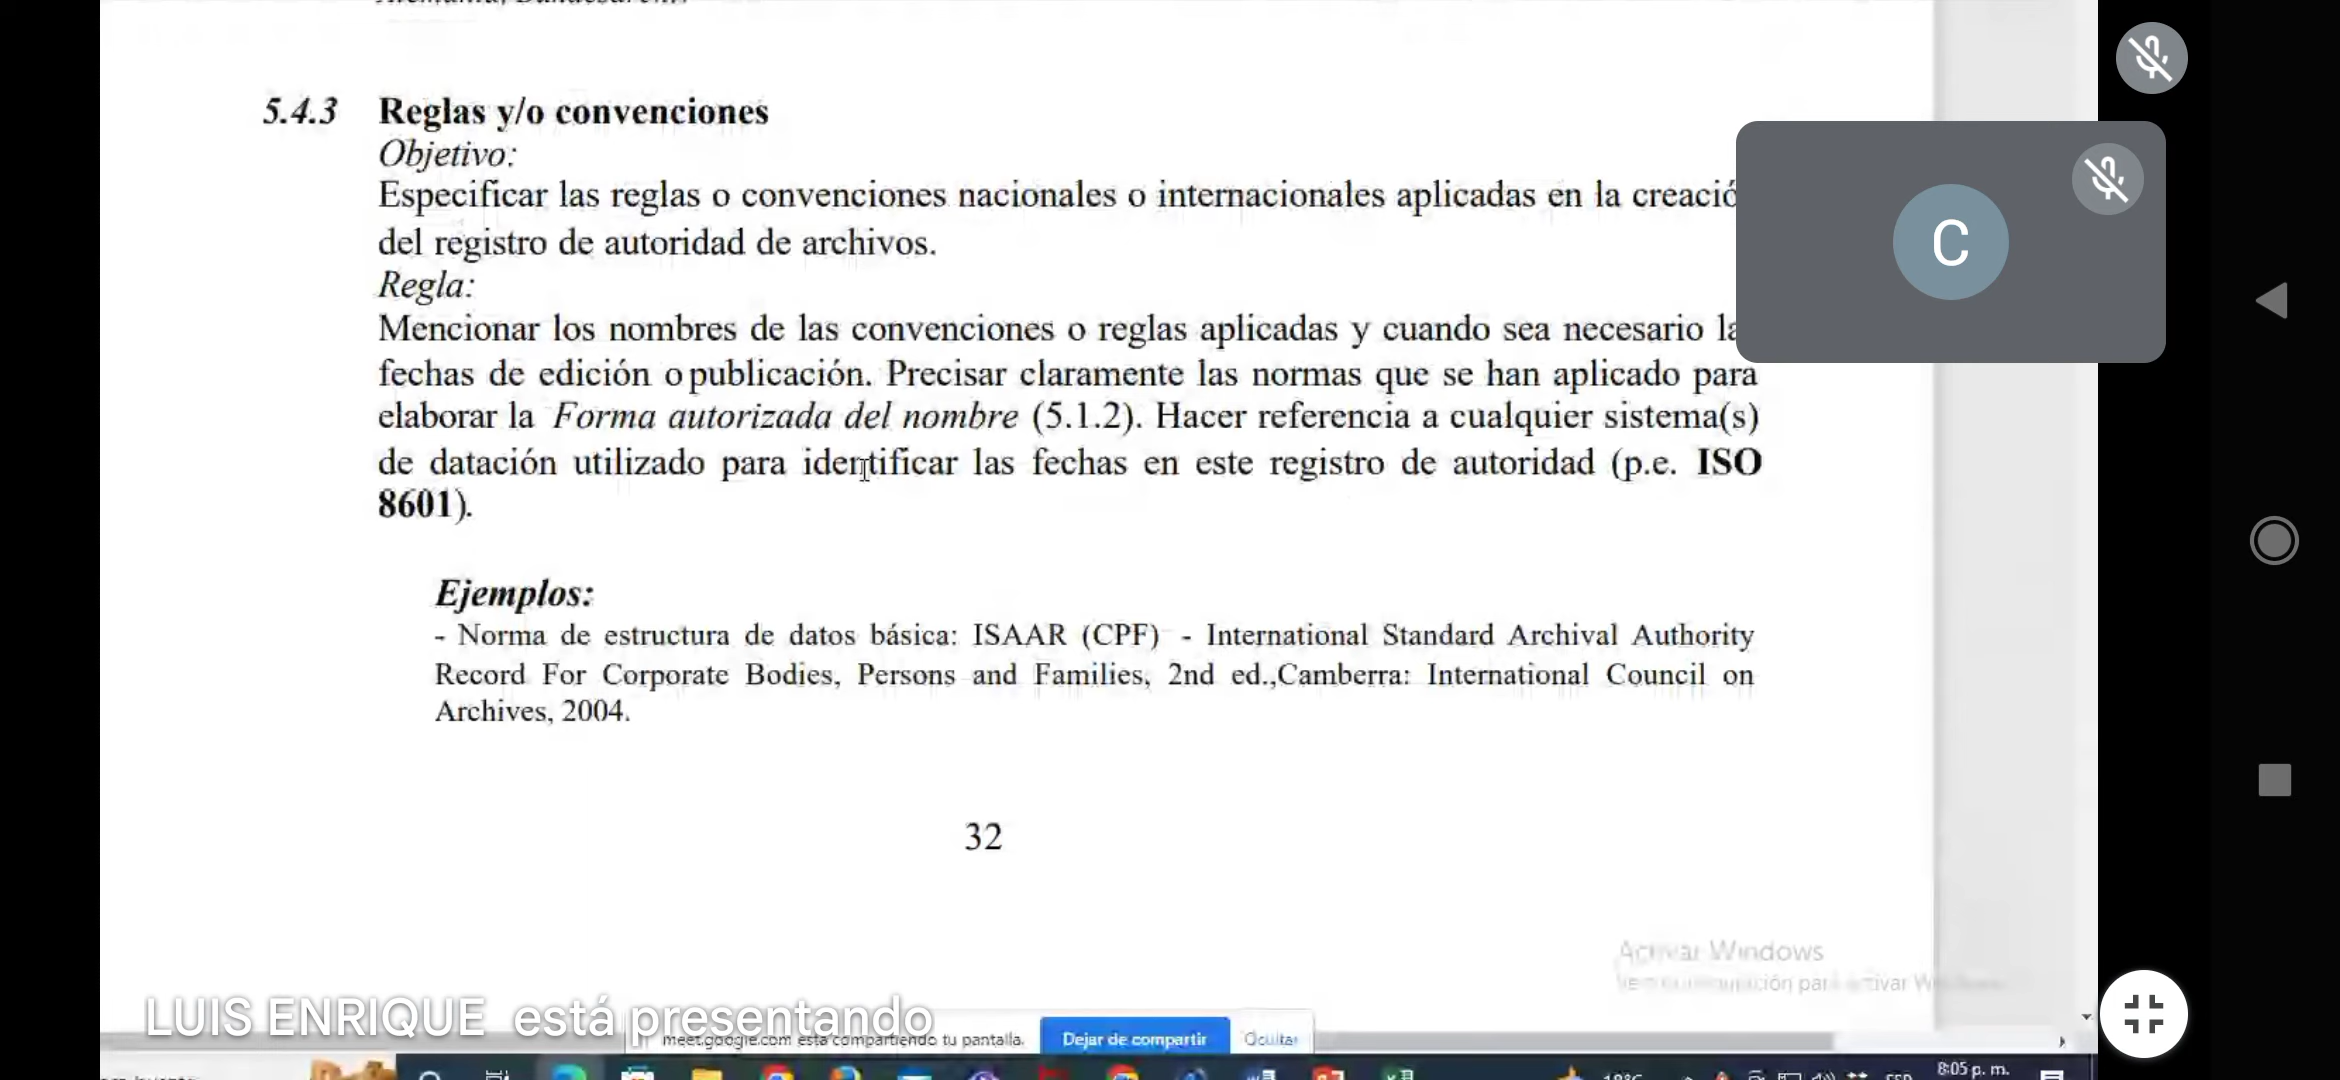 5.4.3 Reglas y/o convenciones
Objetivo:
Especificar las reglas o convenciones nacionales o internacionales aplicadas en la creació
del registro de autoridad de archivos.
Regla:
Mencionar los nombres de las convenciones o reglas aplicadas y cuando sea necesario la
fechas de edición o publicación. Precisar claramente las normas que se han aplicado para
elaborar la Forma autorizada del nombre (5.1.2). Hacer referencia a cualquier sistema(s)
de datación utilizado para identificar las fechas en este registro de autoridad (p.e. ISO
8601).
Ejemplos:
- Norma de estructura de datos básica: ISAAR (CPF) - International Standard Archival Authority
Record For Corporate Bodies, Persons and Families, 2nd ed.,Camberra: International Council on
Archives, 2004.
32
C
Activar Windows
LUIS ENRIQUE está presentando
meet.google.com está compartiendo tu pantalla.
Dejar de compartir
Ocultar
8:05 p. m.